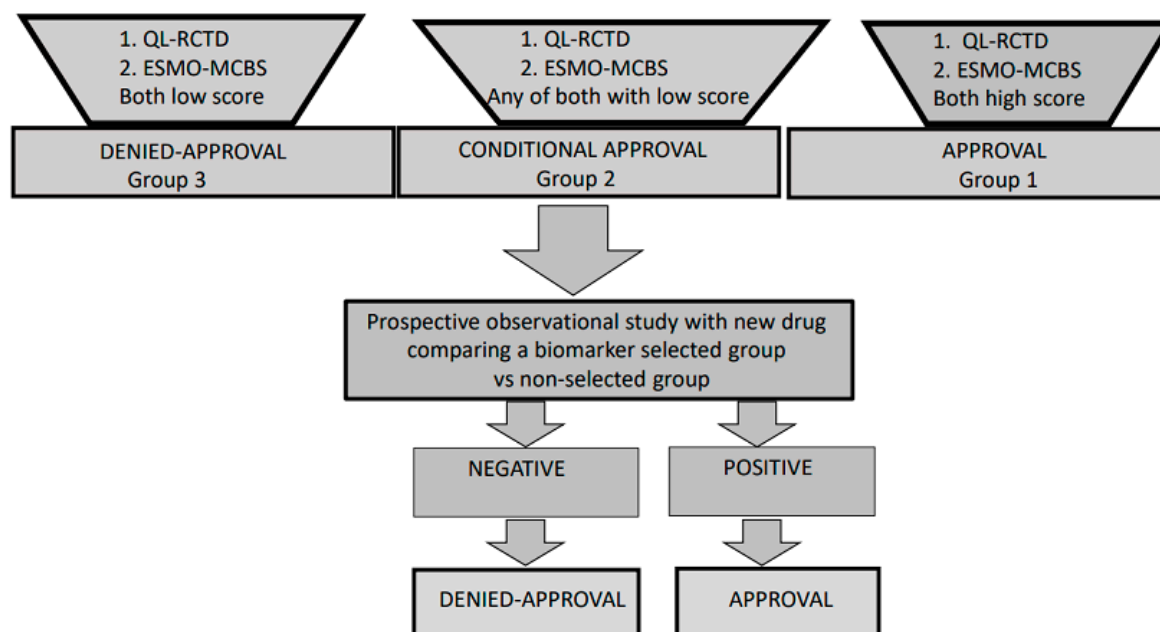 1. QL-RCTD
2. ESMO-MCBS
Both low score
DENIED-APPROVAL
Group 3
1. QL-RCTD
2. ESMO-MCBS
Any of both with low score
CONDITIONAL APPROVAL
Group 2
1. QL-RCTD
2. ESMO-MCBS
Both high score
APPROVAL
Group 1
Prospective observational study with new drug
comparing a biomarker selected group
vs non-selected group
NEGATIVE
POSITIVE
DENIED-APPROVAL
APPROVAL